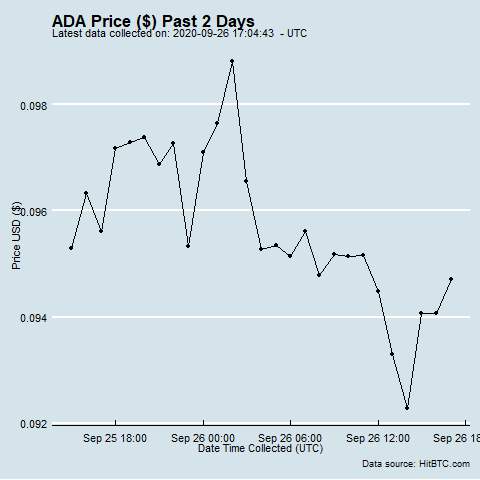 ADA Price ($) Past 2 Days
Latest data collected on: 2020-09-26 17:04:43 - UTC
0.098
0.096
0.094
0.092
Price USD ($)
Sep 25 18:00 Sep 26 00:00 Sep 26 06:00 Sep 26 12:00 Sep 26 18
Date Time Collected (UTC)
Data source: HitBTC.com